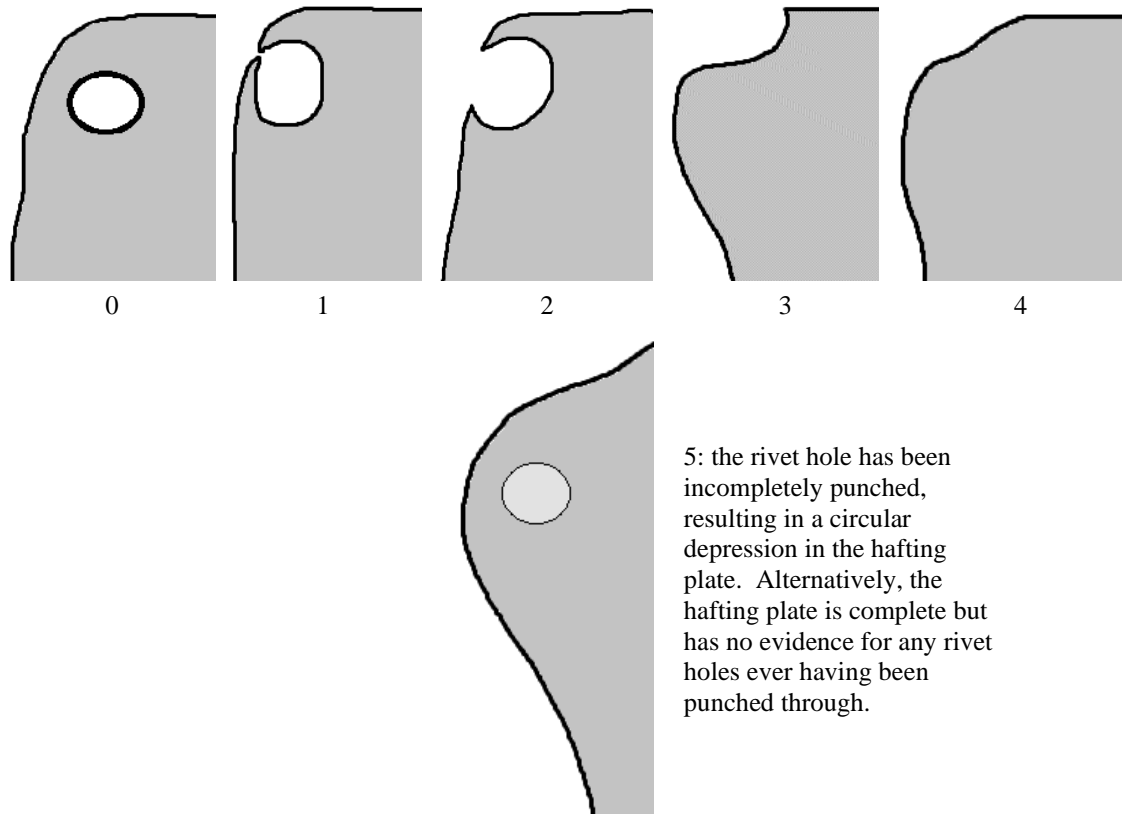 0 1 2 3 4
5: the rivet hole has been
incompletely punched,
resulting in a circular
depression in the hafting
plate.  Alternatively, the
hafting plate is complete but
has no evidence for any rivet
holes ever having been
punched through.